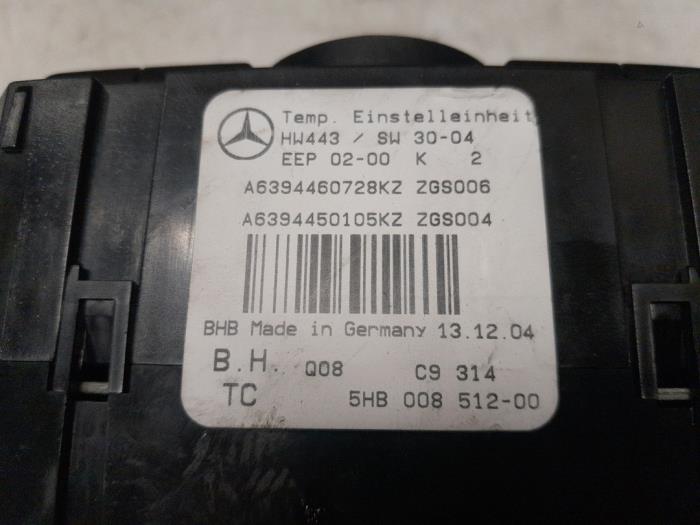 Temp. Einstelleinheit
HW443 / SW 30-04
EEP 02-00 K 2
A6394460728KZ ZGS006
A6394450105KZ ZGS004
BHB Made in Germany 13.12.04
B.H. Q08 C9 314
TC 5HB 008 512-00